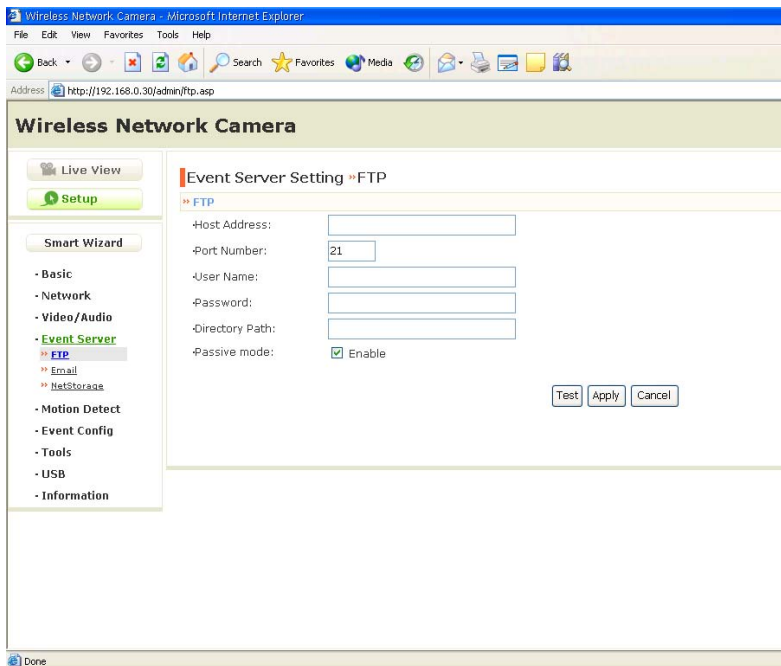 Wireless Network Camera - Microsoft Internet Explorer
File Edit View Favorites Tools Help
Back Search Favorites Media
Address http://192.168.0.30/admin/ftp.asp
Wireless Network Camera
Live View
Setup
Smart Wizard
- Basic
- Network
- Video/Audio
- Event Server
» FTP
» Email
» NetStorage
- Motion Detect
- Event Config
- Tools
- USB
- Information
Event Server Setting » FTP
» FTP
·Host Address:
·Port Number: 21
·User Name:
·Password:
·Directory Path:
·Passive mode: Enable
Test Apply Cancel
Done